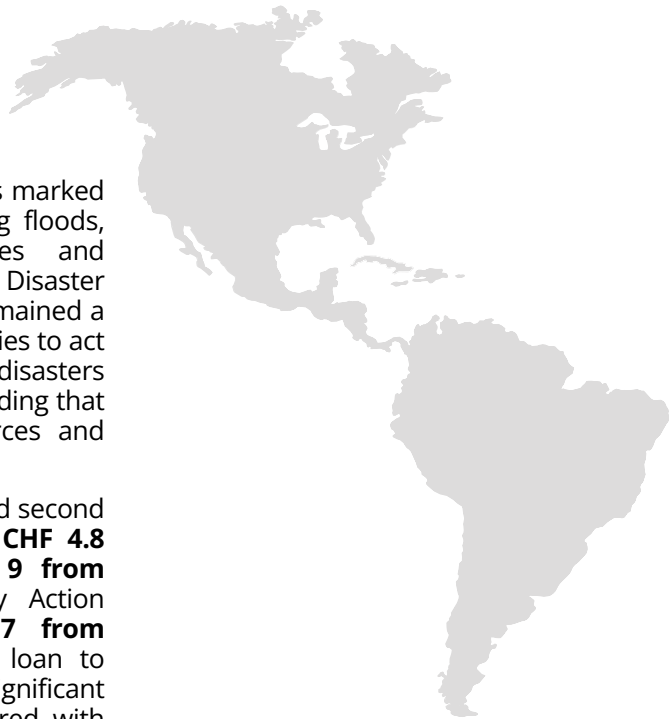 s marked
g floods,
es and
Disaster
mained a
ies to act
disasters
ding that
rces and
d second
CHF 4.8
9 from
y Action
7 from
loan to
gnificant
red with